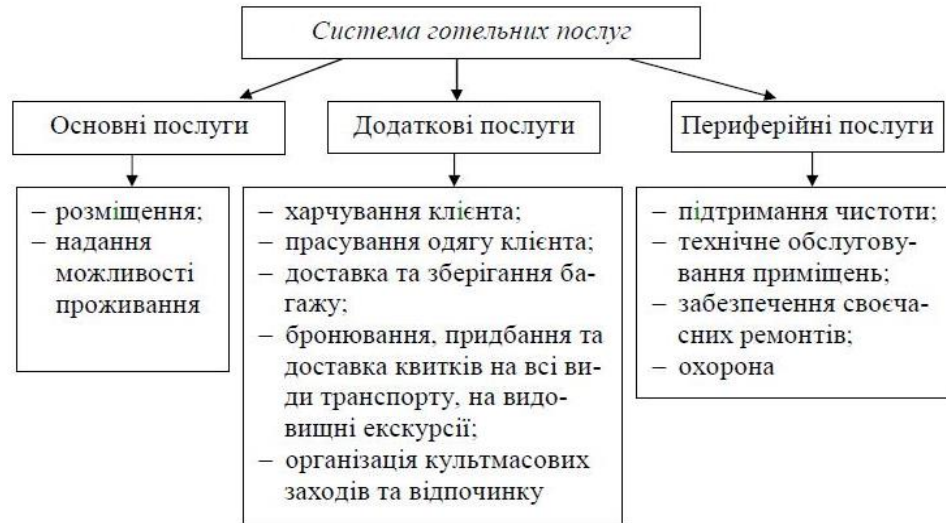 Система готельних послуг
Основні послуги
Додаткові послуги
Периферійні послуги
– розміщення;
– надання
можливості
проживання
– харчування клієнта;
– прасування одягу клієнта;
– доставка та зберігання ба-
гажу;
– бронювання, придбання та
доставка квитків на всі ви-
ди транспорту, на видо-
вищні екскурсії;
– організація культмасових
заходів та відпочинку
– підтримання чистоти;
– технічне обслугову-
вання приміщень;
– забезпечення своєча-
сних ремонтів;
– охорона